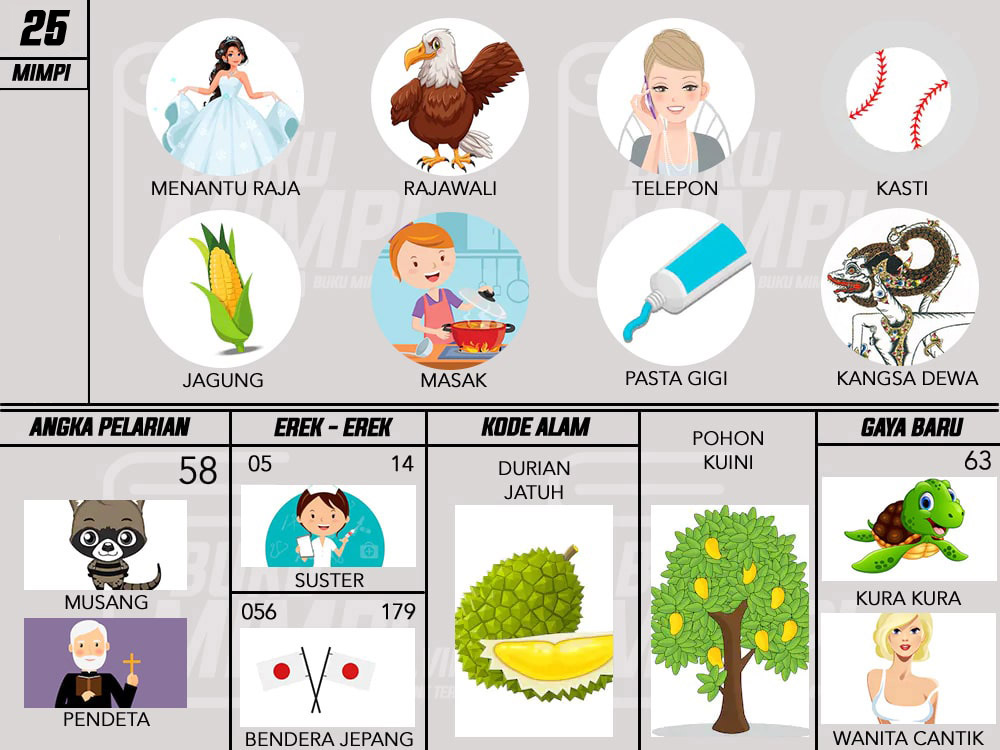 25
MIMPI
MENANTU RAJA
RAJAWALI
TELEPON
KASTI
JAGUNG
MASAK
PASTA GIGI
KANGSA DEWA
ANGKA PELARIAN
58
MUSANG
PENDETA
EREK - EREK
05 14
SUSTER
056 179
BENDERA JEPANG
KODE ALAM
DURIAN
JATUH
POHON
KUINI
GAYA BARU
63
KURA KURA
WANITA CANTIK
BUKU
MIMPI